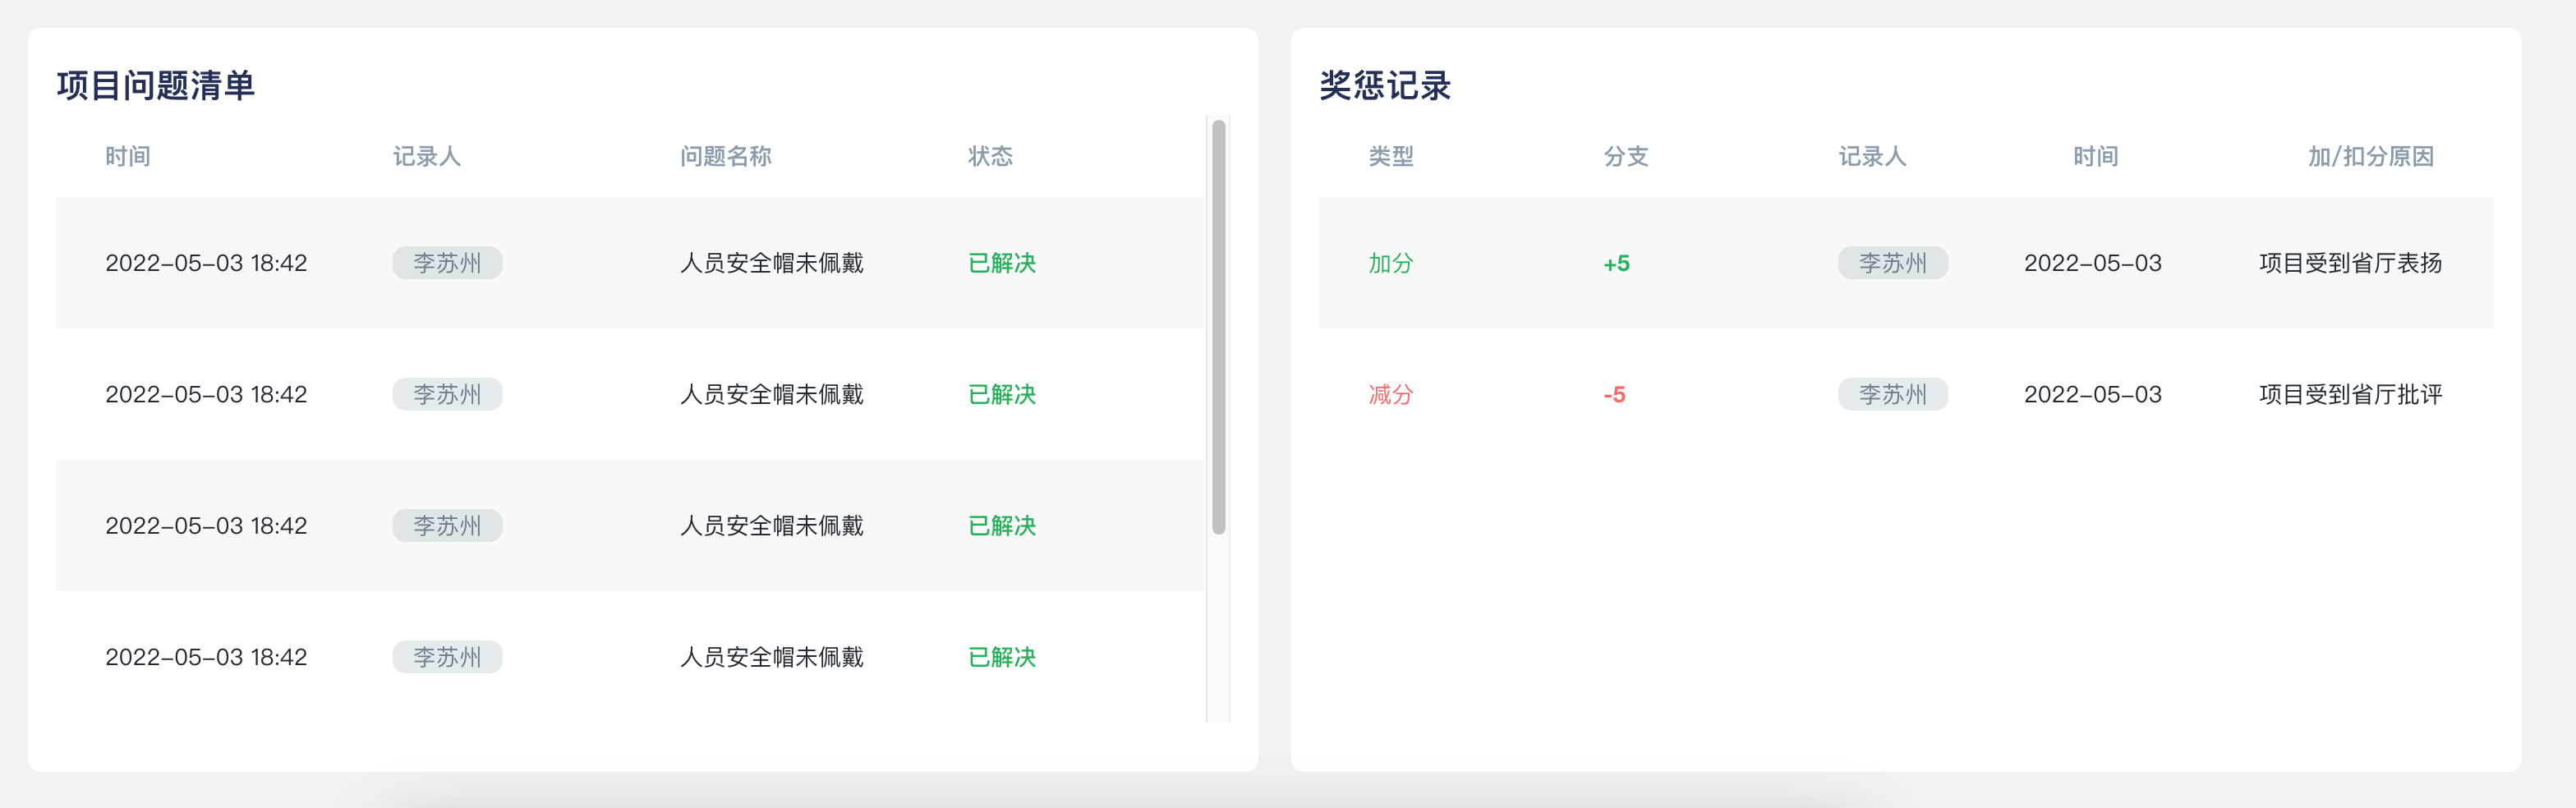 项目问题清单
时间 记录人 问题名称 状态
2022-05-03 18:42 李苏州 人员安全帽未佩戴 已解决
2022-05-03 18:42 李苏州 人员安全帽未佩戴 已解决
2022-05-03 18:42 李苏州 人员安全帽未佩戴 已解决
2022-05-03 18:42 李苏州 人员安全帽未佩戴 已解决
奖惩记录
类型 分支 记录人 时间 加/扣分原因
加分 +5 李苏州 2022-05-03 项目受到省厅表扬
减分 -5 李苏州 2022-05-03 项目受到省厅批评